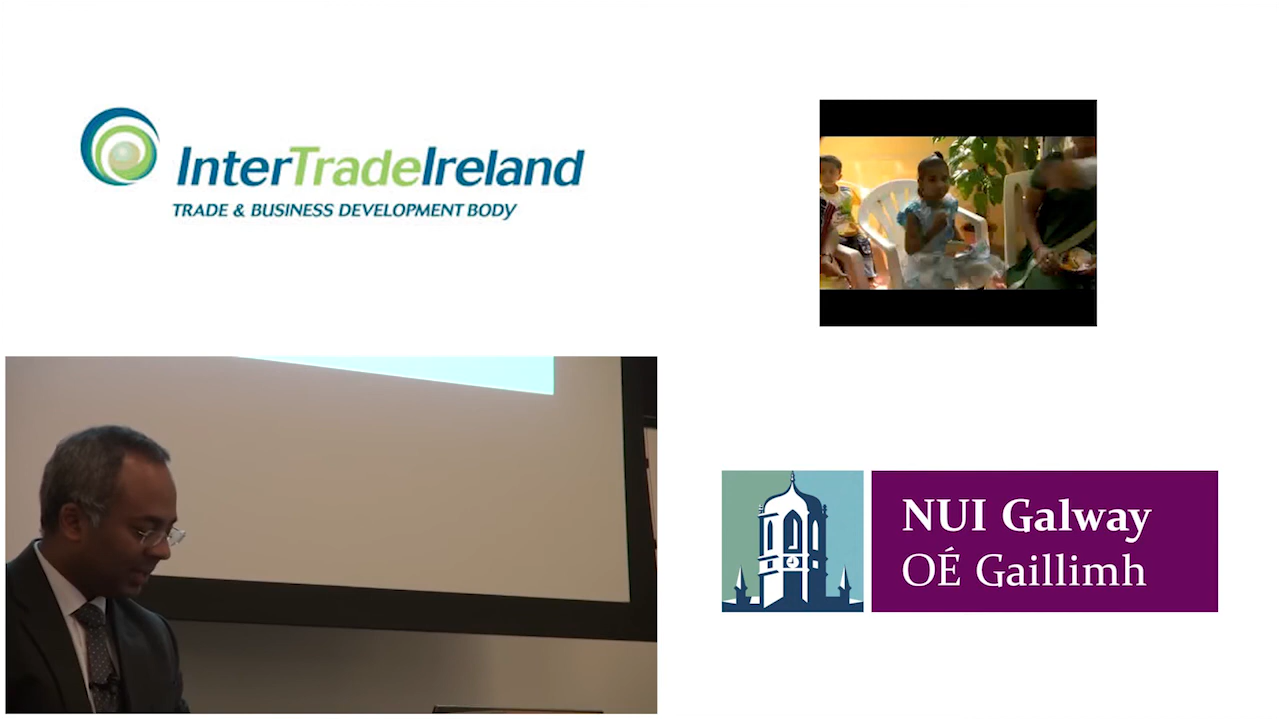 InterTradeIreland
TRADE & BUSINESS DEVELOPMENT BODY
NUI Galway
OÉ Gaillimh